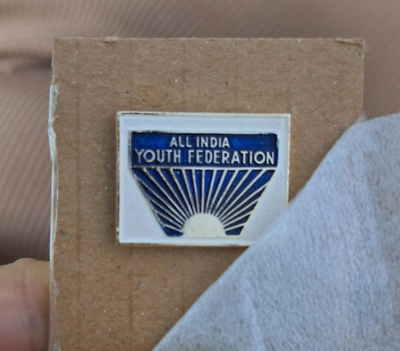 ALL INDIA
YOUTH FEDERATION